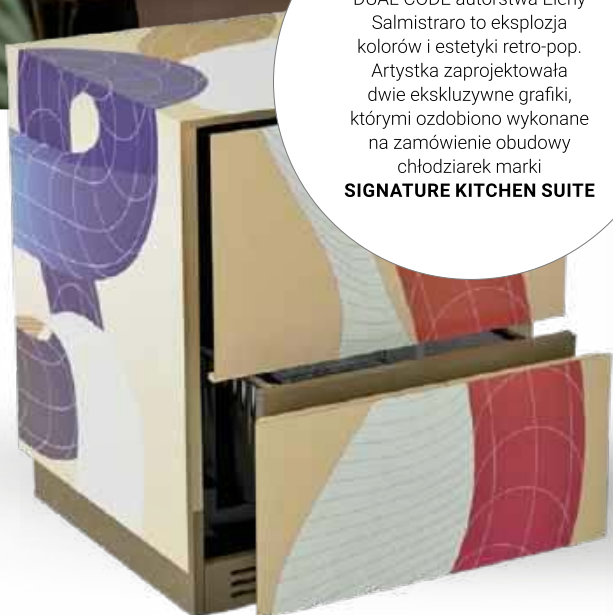 DUAL CODE autorstwa Eleny
Salmistraro to eksplozja
kolorów i estetyki retro-pop.
Artystka zaprojektowała
dwie ekskluzywne grafiki,
którymi ozdobiono wykonane
na zamówienie obudowy
chłodziarek marki
SIGNATURE KITCHEN SUITE